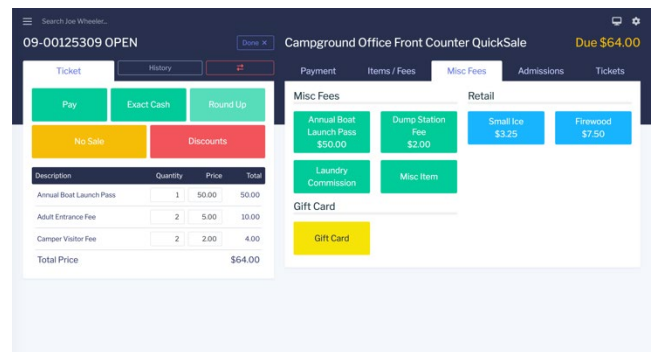 Search Joe Wheeler...
09-00125309 OPEN
Done ×
Campground Office Front Counter QuickSale
Due $64.00
Ticket
History
Payment
Items / Fees
Misc Fees
Admissions
Tickets
Pay
Exact Cash
Round Up
No Sale
Discounts
Description Quantity Price Total
Annual Boat Launch Pass 1 50.00 50.00
Adult Entrance Fee 2 5.00 10.00
Camper Visitor Fee 2 2.00 4.00
Total Price $64.00
Misc Fees
Annual Boat
Launch Pass
$50.00
Dump Station
Fee
$2.00
Laundry
Commission
Misc Item
Gift Card
Gift Card
Retail
Small Ice
$3.25
Firewood
$7.50